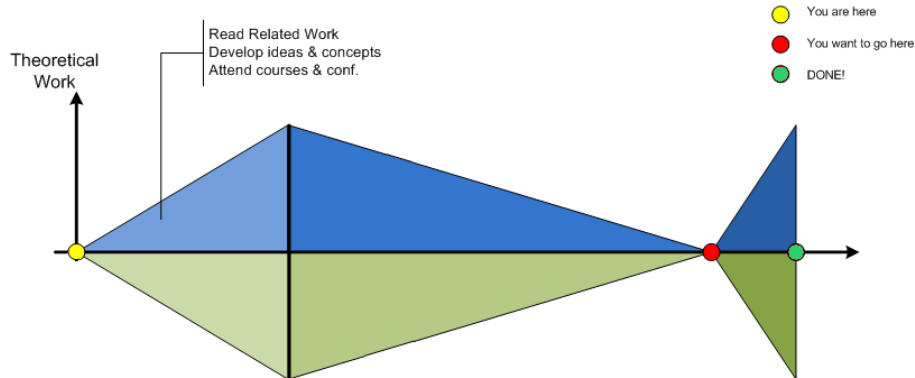 You are here
You want to go here
DONE!
Read Related Work
Develop ideas & concepts
Attend courses & conf.
Theoretical
Work